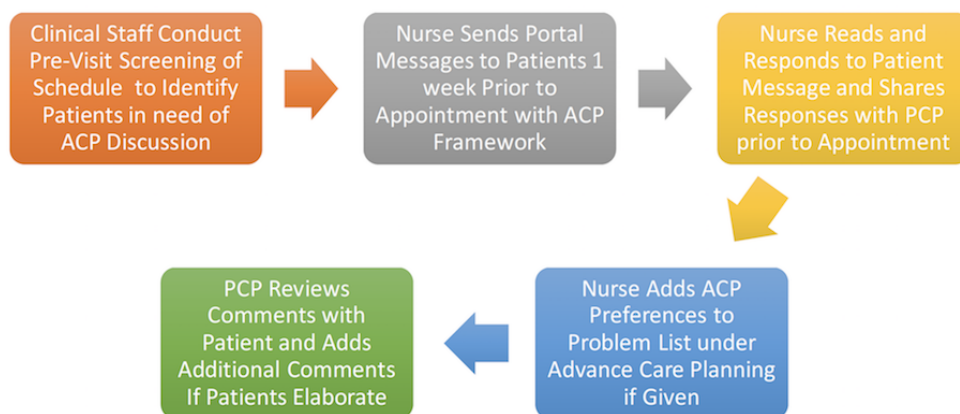 Clinical Staff Conduct
Pre-Visit Screening of
Schedule to Identify
Patients in need of
ACP Discussion
Nurse Sends Portal
Messages to Patients 1
week Prior to
Appointment with ACP
Framework
Nurse Reads and
Responds to Patient
Message and Shares
Responses with PCP
prior to Appointment
Nurse Adds ACP
Preferences to
Problem List under
Advance Care Planning
if Given
PCP Reviews
Comments with
Patient and Adds
Additional Comments
If Patients Elaborate